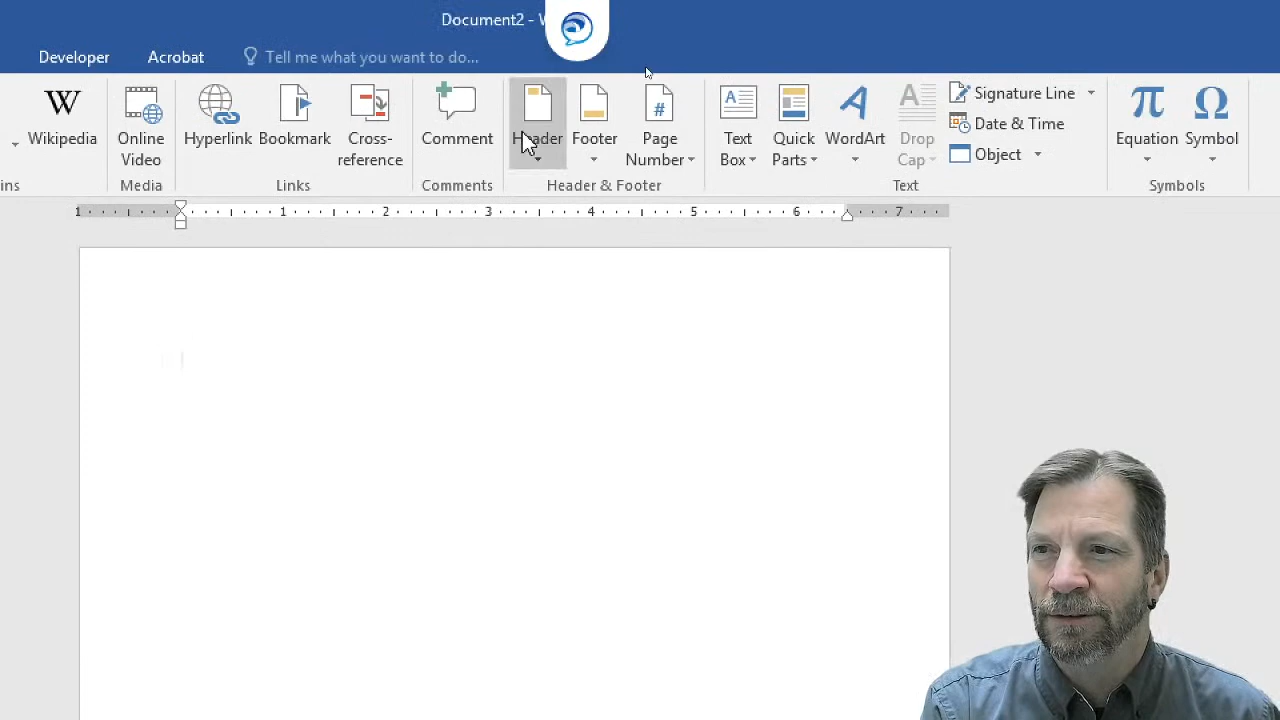 Document2 - W
Developer Acrobat Tell me what you want to do...
Wikipedia Online Video Hyperlink Bookmark Cross-reference Comment Header Footer Page Number Text Box Quick Parts WordArt Drop Cap Signature Line Date & Time Object Equation Symbol
ins Media Links Comments Header & Footer Text Symbols
1 1 2 3 4 5 6 7